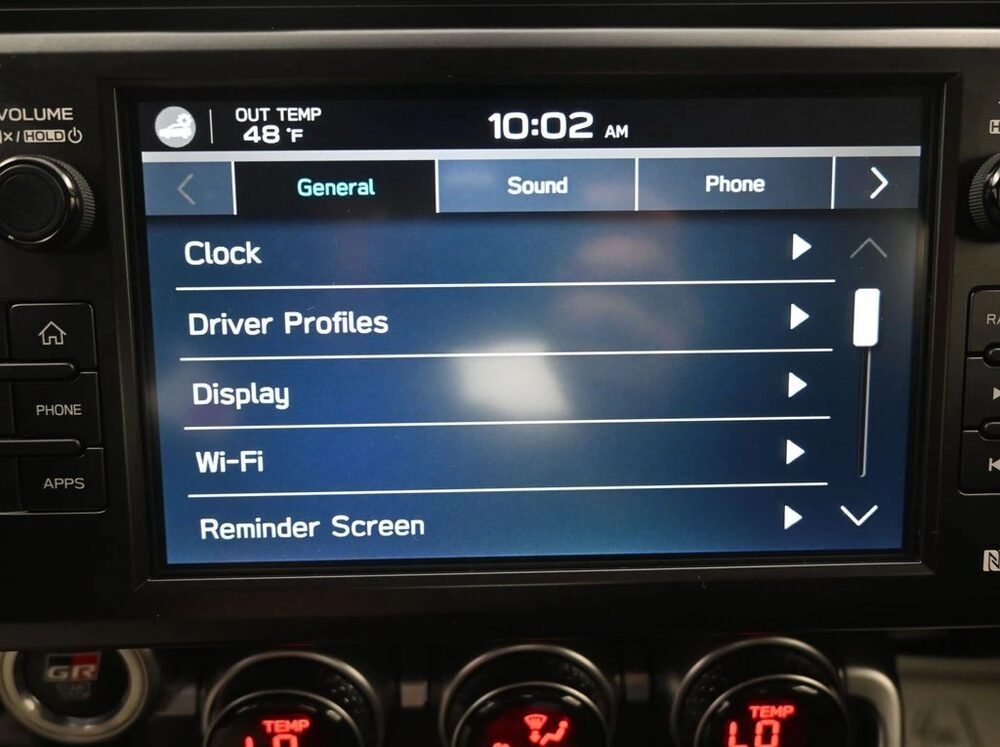 VOLUME
HOLD
OUT TEMP
48 °F
10:02 AM
General
Sound
Phone
Clock
Driver Profiles
Display
Wi-Fi
Reminder Screen
PHONE
APPS
GR
TEMP
LO
TEMP
LO